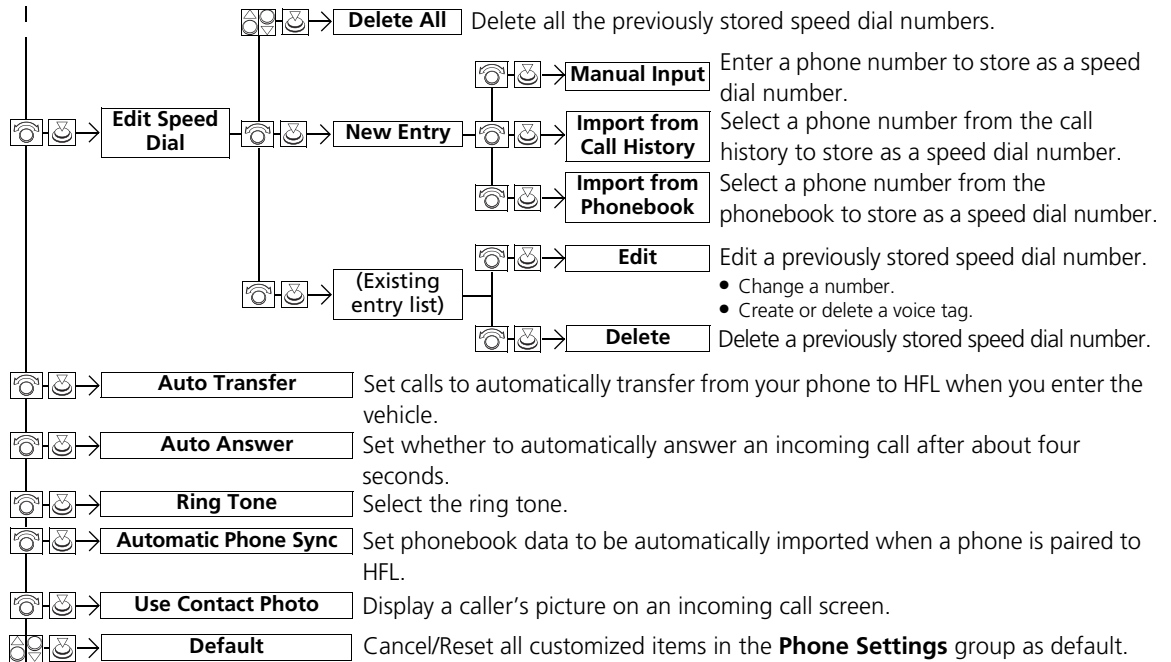 Delete All Delete all the previously stored speed dial numbers.
Manual Input Enter a phone number to store as a speed
dial number.
Edit Speed
Dial
New Entry
Import from
Call History
Select a phone number from the call
history to store as a speed dial number.
Import from
Phonebook
Select a phone number from the
phonebook to store as a speed dial number.
(Existing
entry list)
Edit Edit a previously stored speed dial number.
● Change a number.
● Create or delete a voice tag.
Delete Delete a previously stored speed dial number.
Auto Transfer Set calls to automatically transfer from your phone to HFL when you enter the
vehicle.
Auto Answer Set whether to automatically answer an incoming call after about four
seconds.
Ring Tone Select the ring tone.
Automatic Phone Sync Set phonebook data to be automatically imported when a phone is paired to
HFL.
Use Contact Photo Display a caller's picture on an incoming call screen.
Default Cancel/Reset all customized items in the Phone Settings group as default.